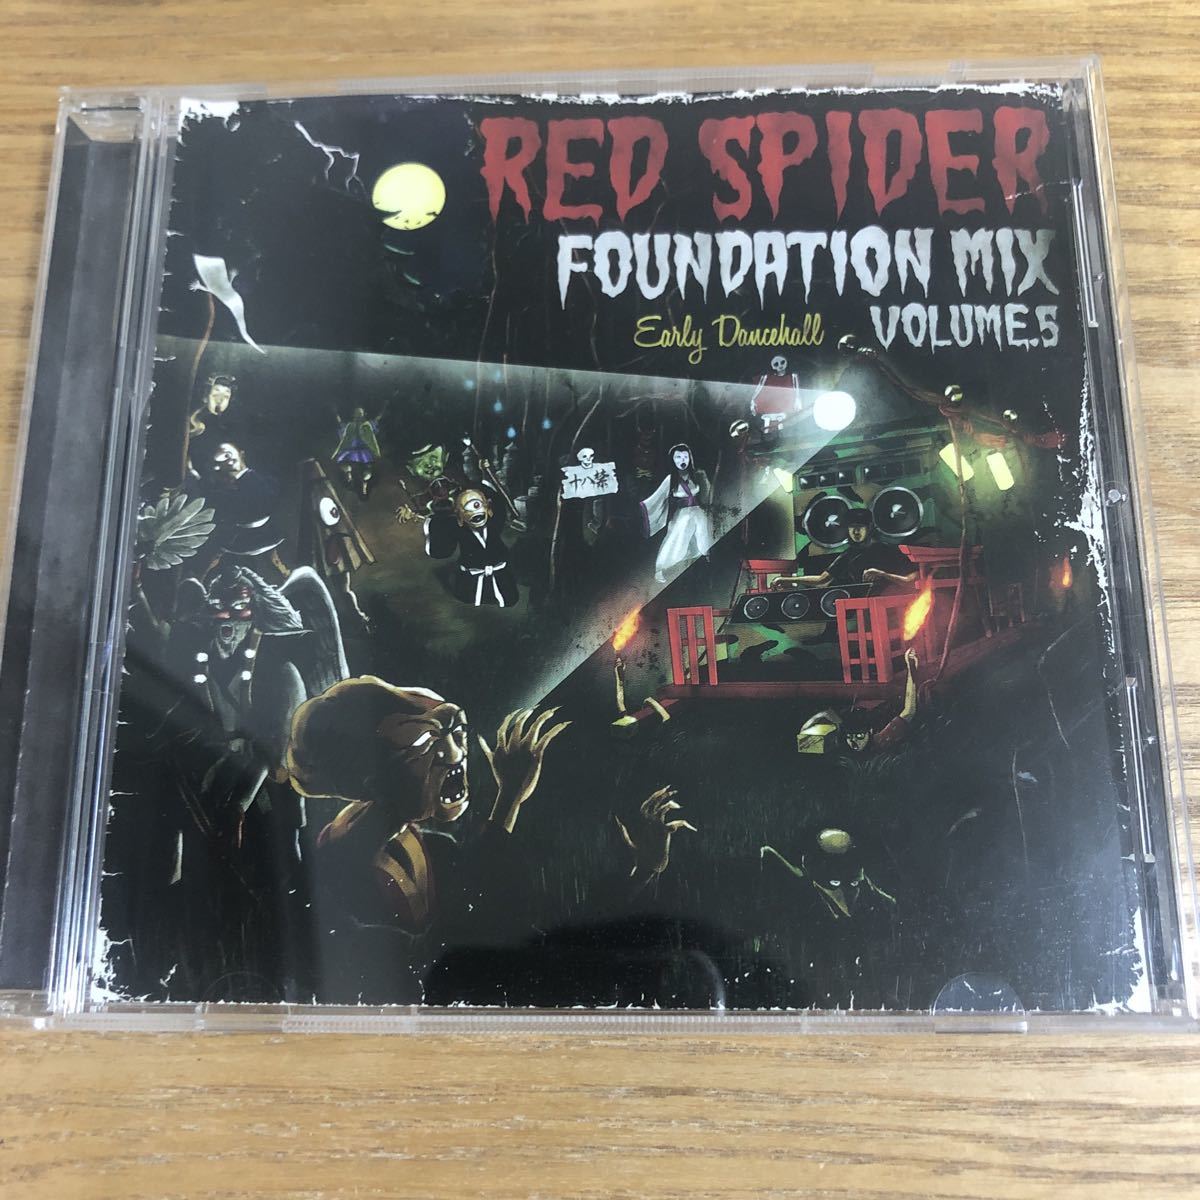 RED SPIDER
FOUNDATION MIX
Early Dancehall
VOLUME.5
十八禁